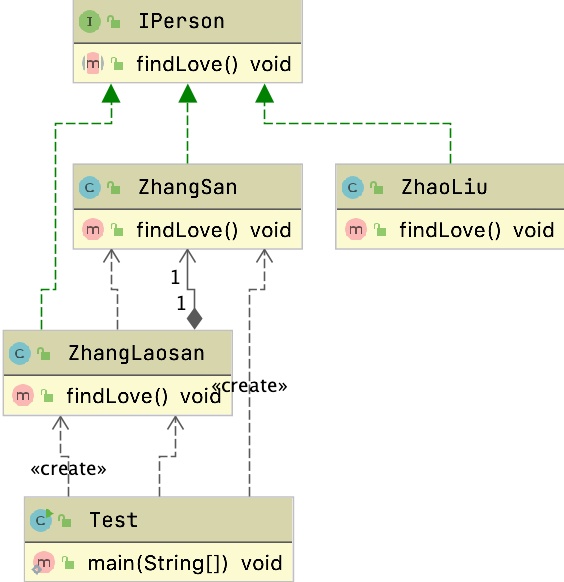 IPerson
findLove() void
ZhangSan
findLove() void
ZhaoLiu
findLove() void
1
1
ZhangLaosan
findLove() void
«create»
«create»
Test
main(String[]) void